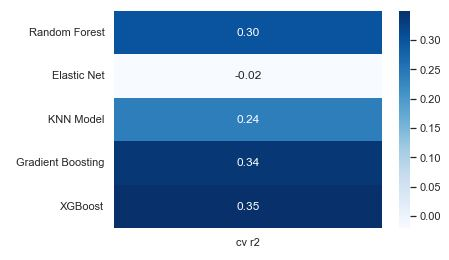 Random Forest
0.30
Elastic Net
-0.02
KNN Model
0.24
Gradient Boosting
0.34
XGBoost
0.35
cv r2
0.30
0.25
0.20
0.15
0.10
0.05
0.00